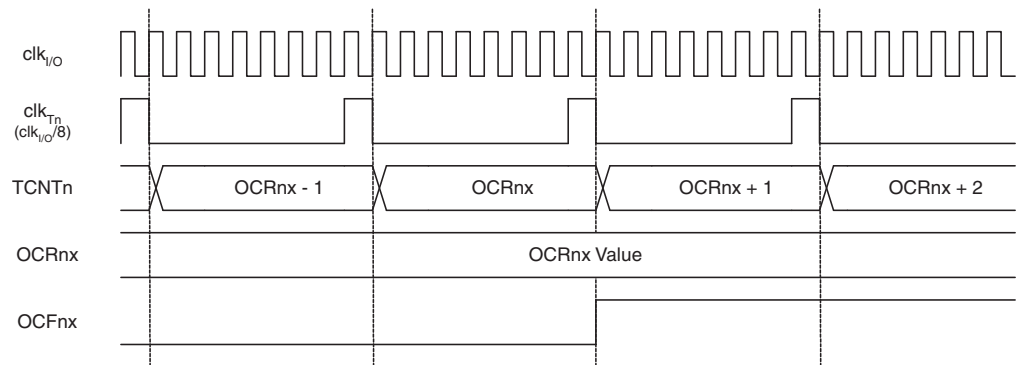 clkI/O
clkTn
(clkI/O/8)
TCNTn
OCRnx - 1
OCRnx
OCRnx + 1
OCRnx + 2
OCRnx
OCRnx Value
OCFnx